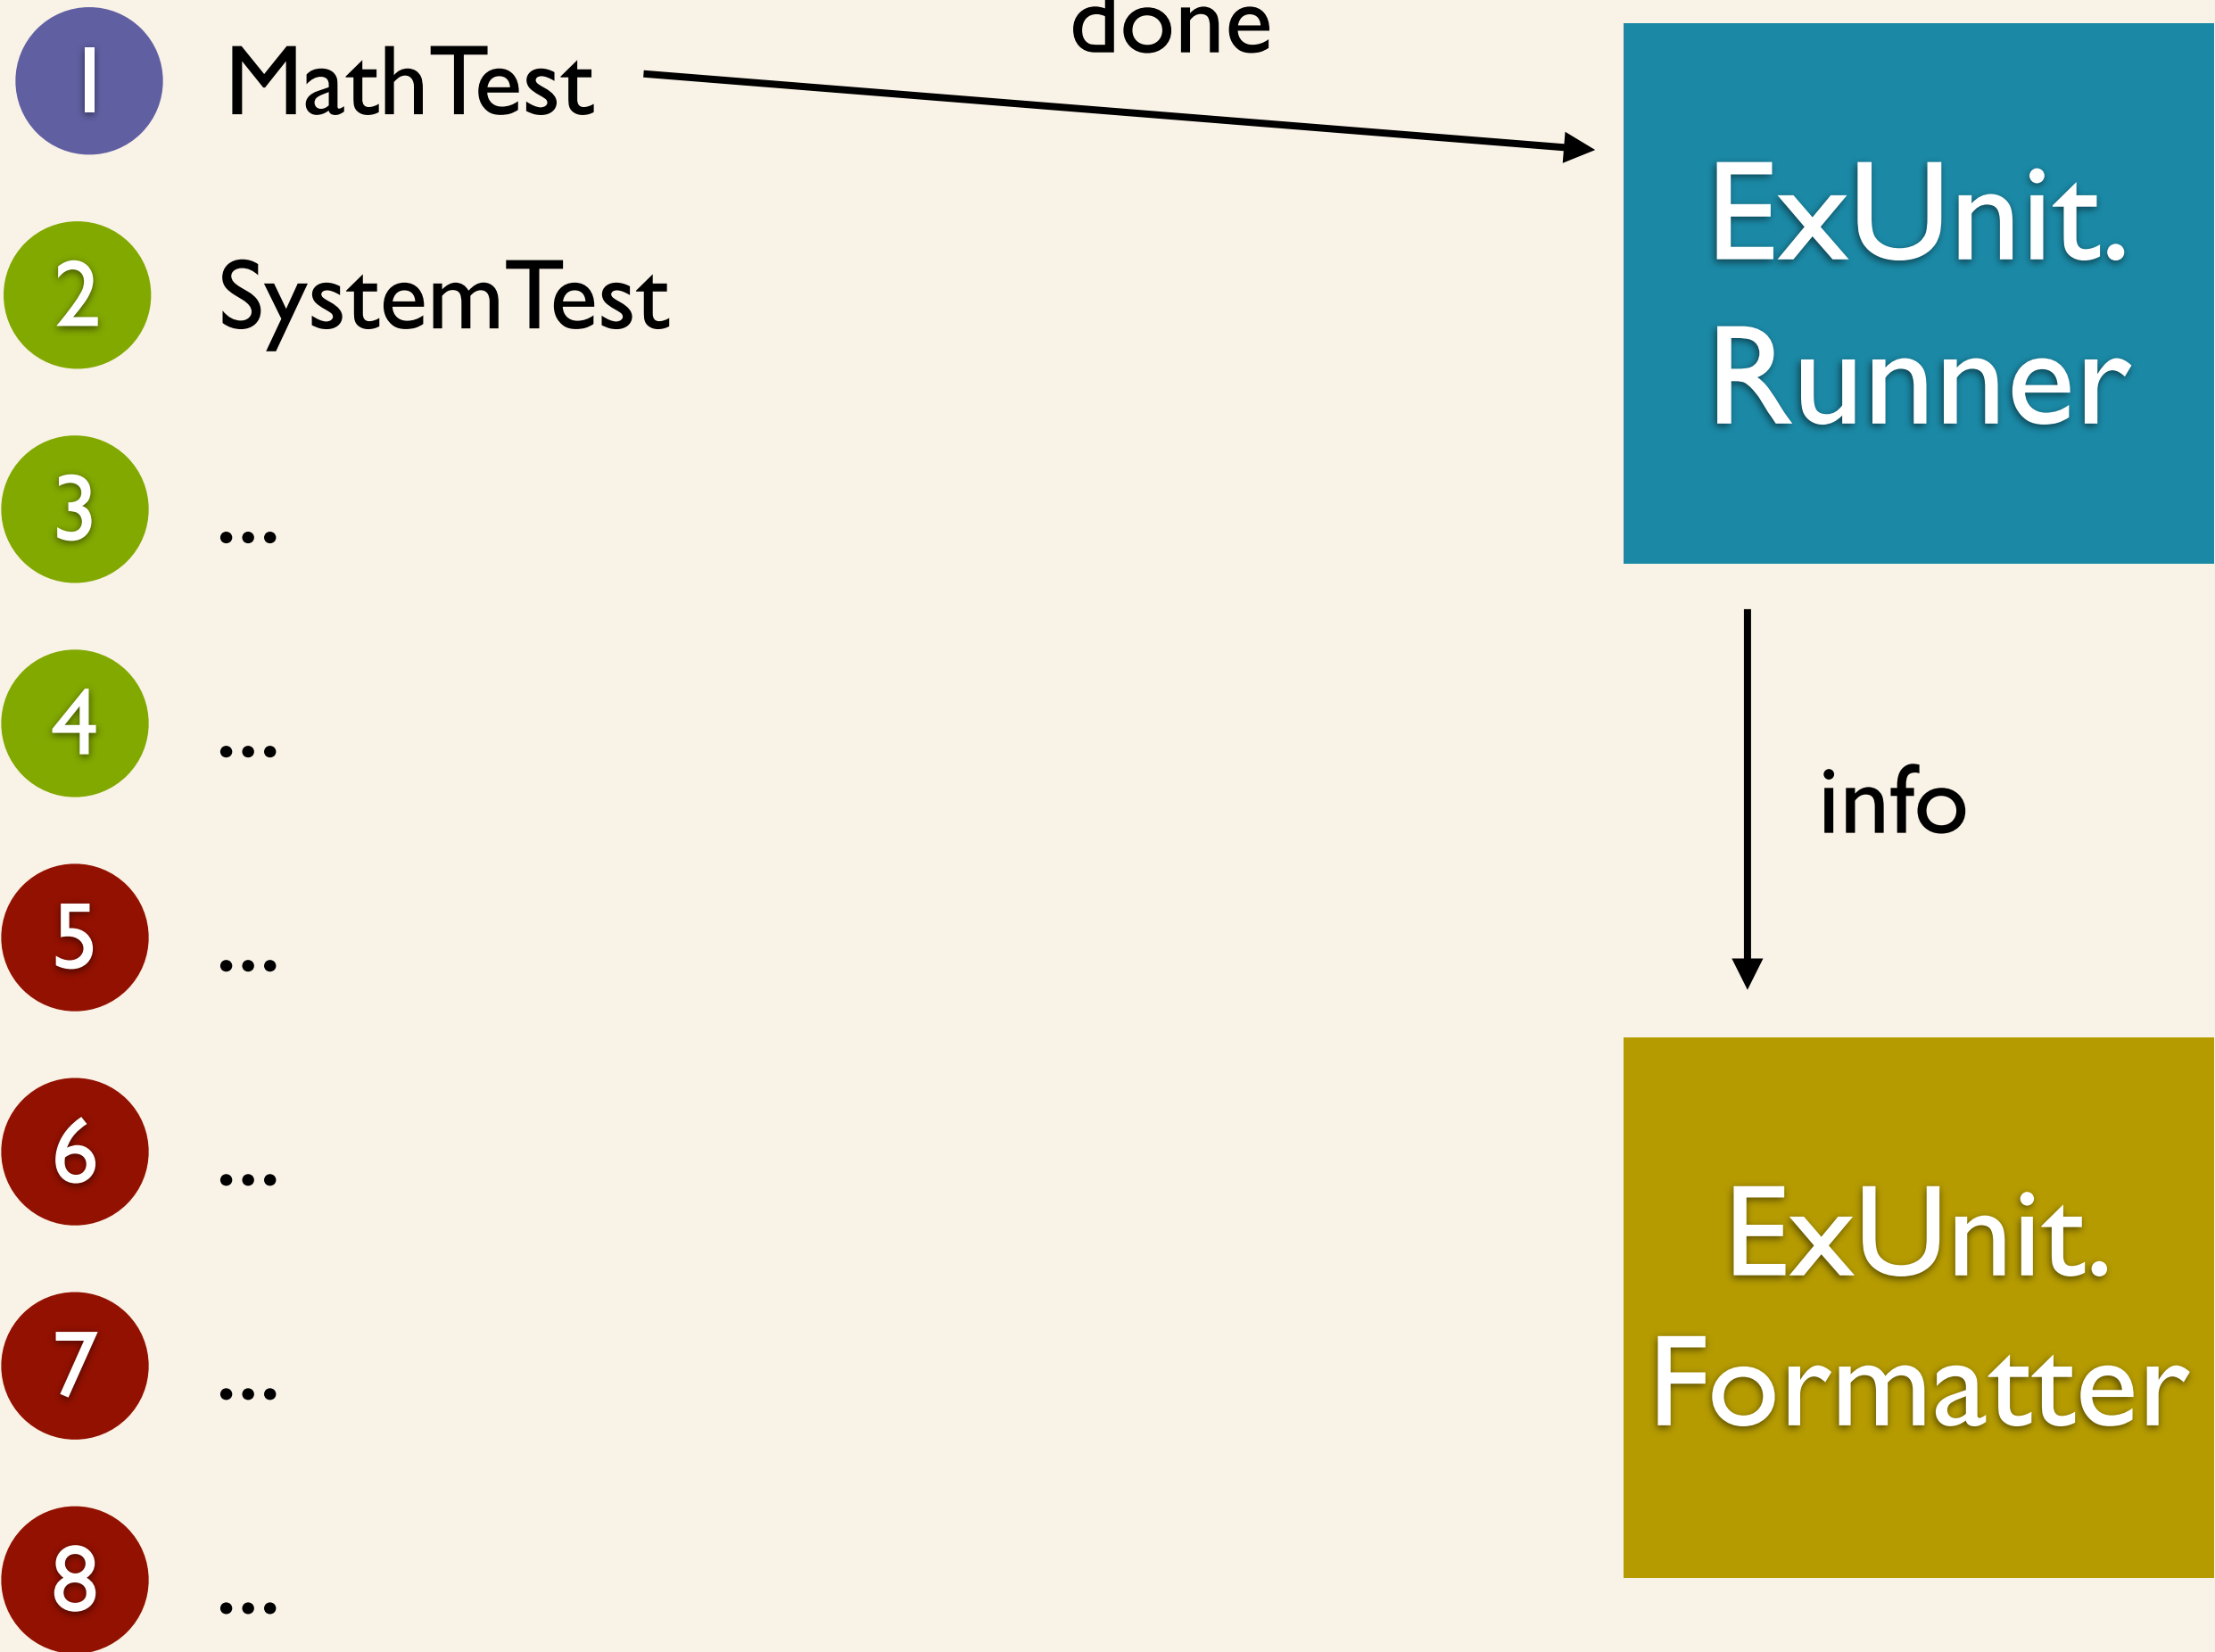 done
1 MathTest
2 SystemTest
3 ...
4 ...
5 ...
6 ...
7 ...
8 ...
ExUnit.
Runner
info
ExUnit.
Formatter